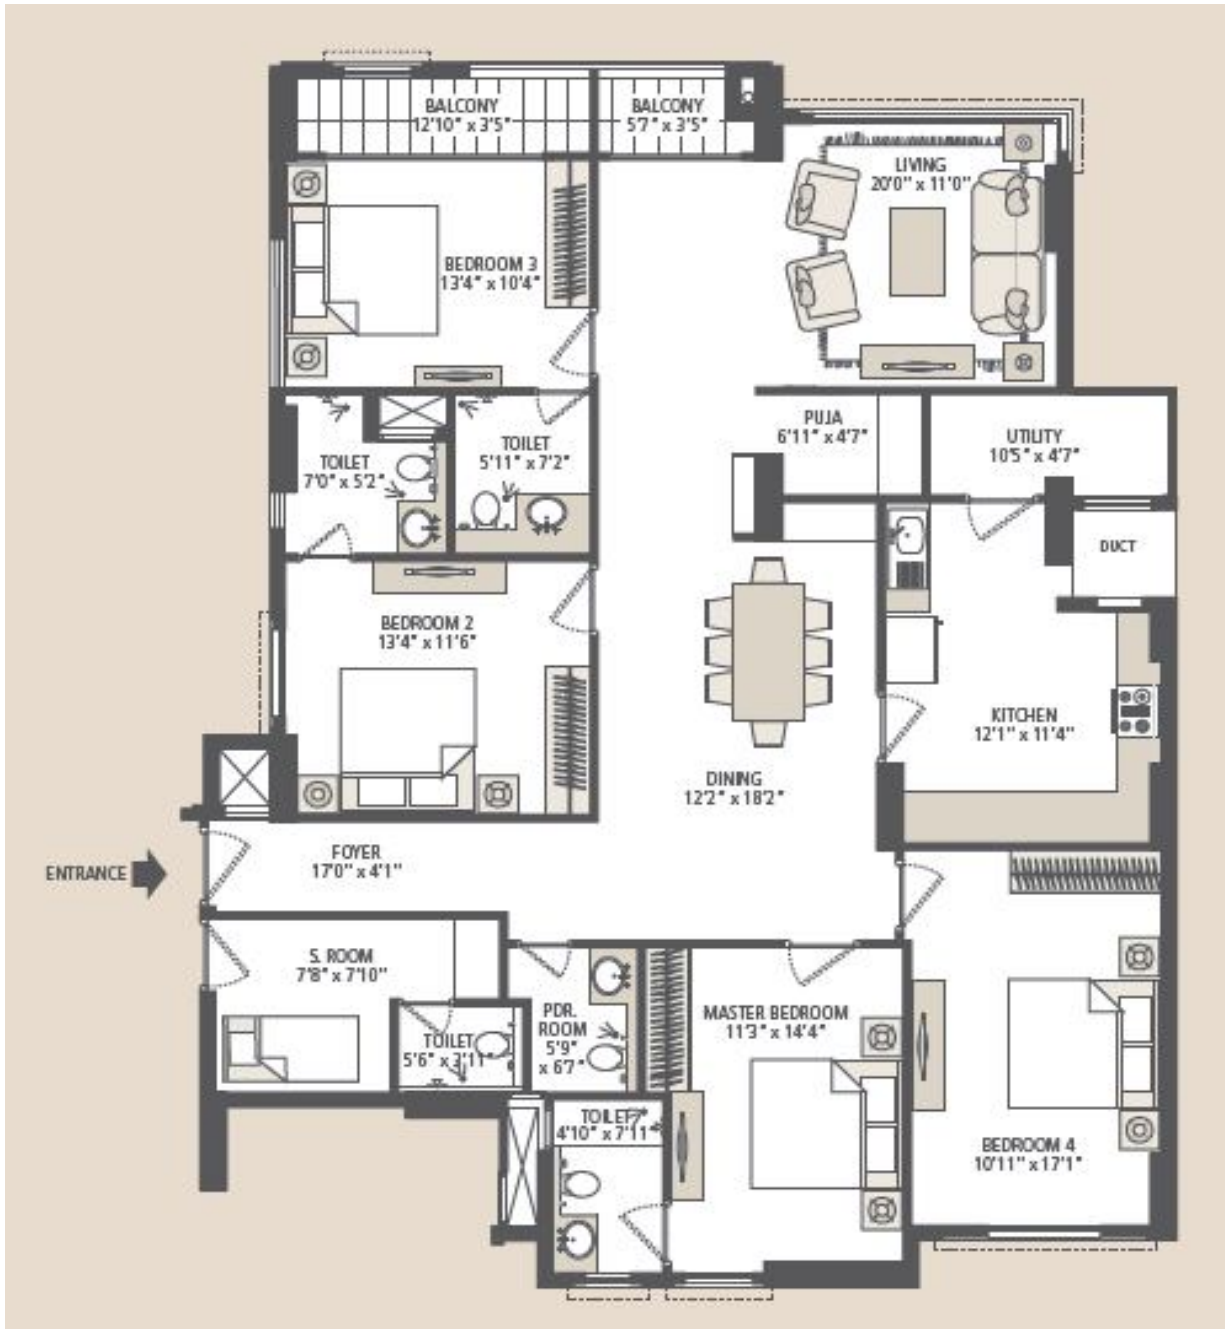 BALCONY
12'10" x 3'5"
BALCONY
5'7" x 3'5"
LIVING
20'0" x 11'0"
BEDROOM 3
13'4" x 10'4"
PUJA
6'11" x 4'7"
UTILITY
10'5" x 4'7"
TOILET
7'0" x 5'2"
TOILET
5'11" x 7'2"
DUCT
BEDROOM 2
13'4" x 11'6"
KITCHEN
12'1" x 11'4"
DINING
12'2" x 18'2"
ENTRANCE
FOYER
17'0" x 4'1"
S. ROOM
7'8" x 7'10"
TOILET
5'6" x 3'11"
PDR.
ROOM
5'9"
x 6'7"
MASTER BEDROOM
11'3" x 14'4"
TOILET
4'10" x 7'11"
BEDROOM 4
10'11" x 17'1"